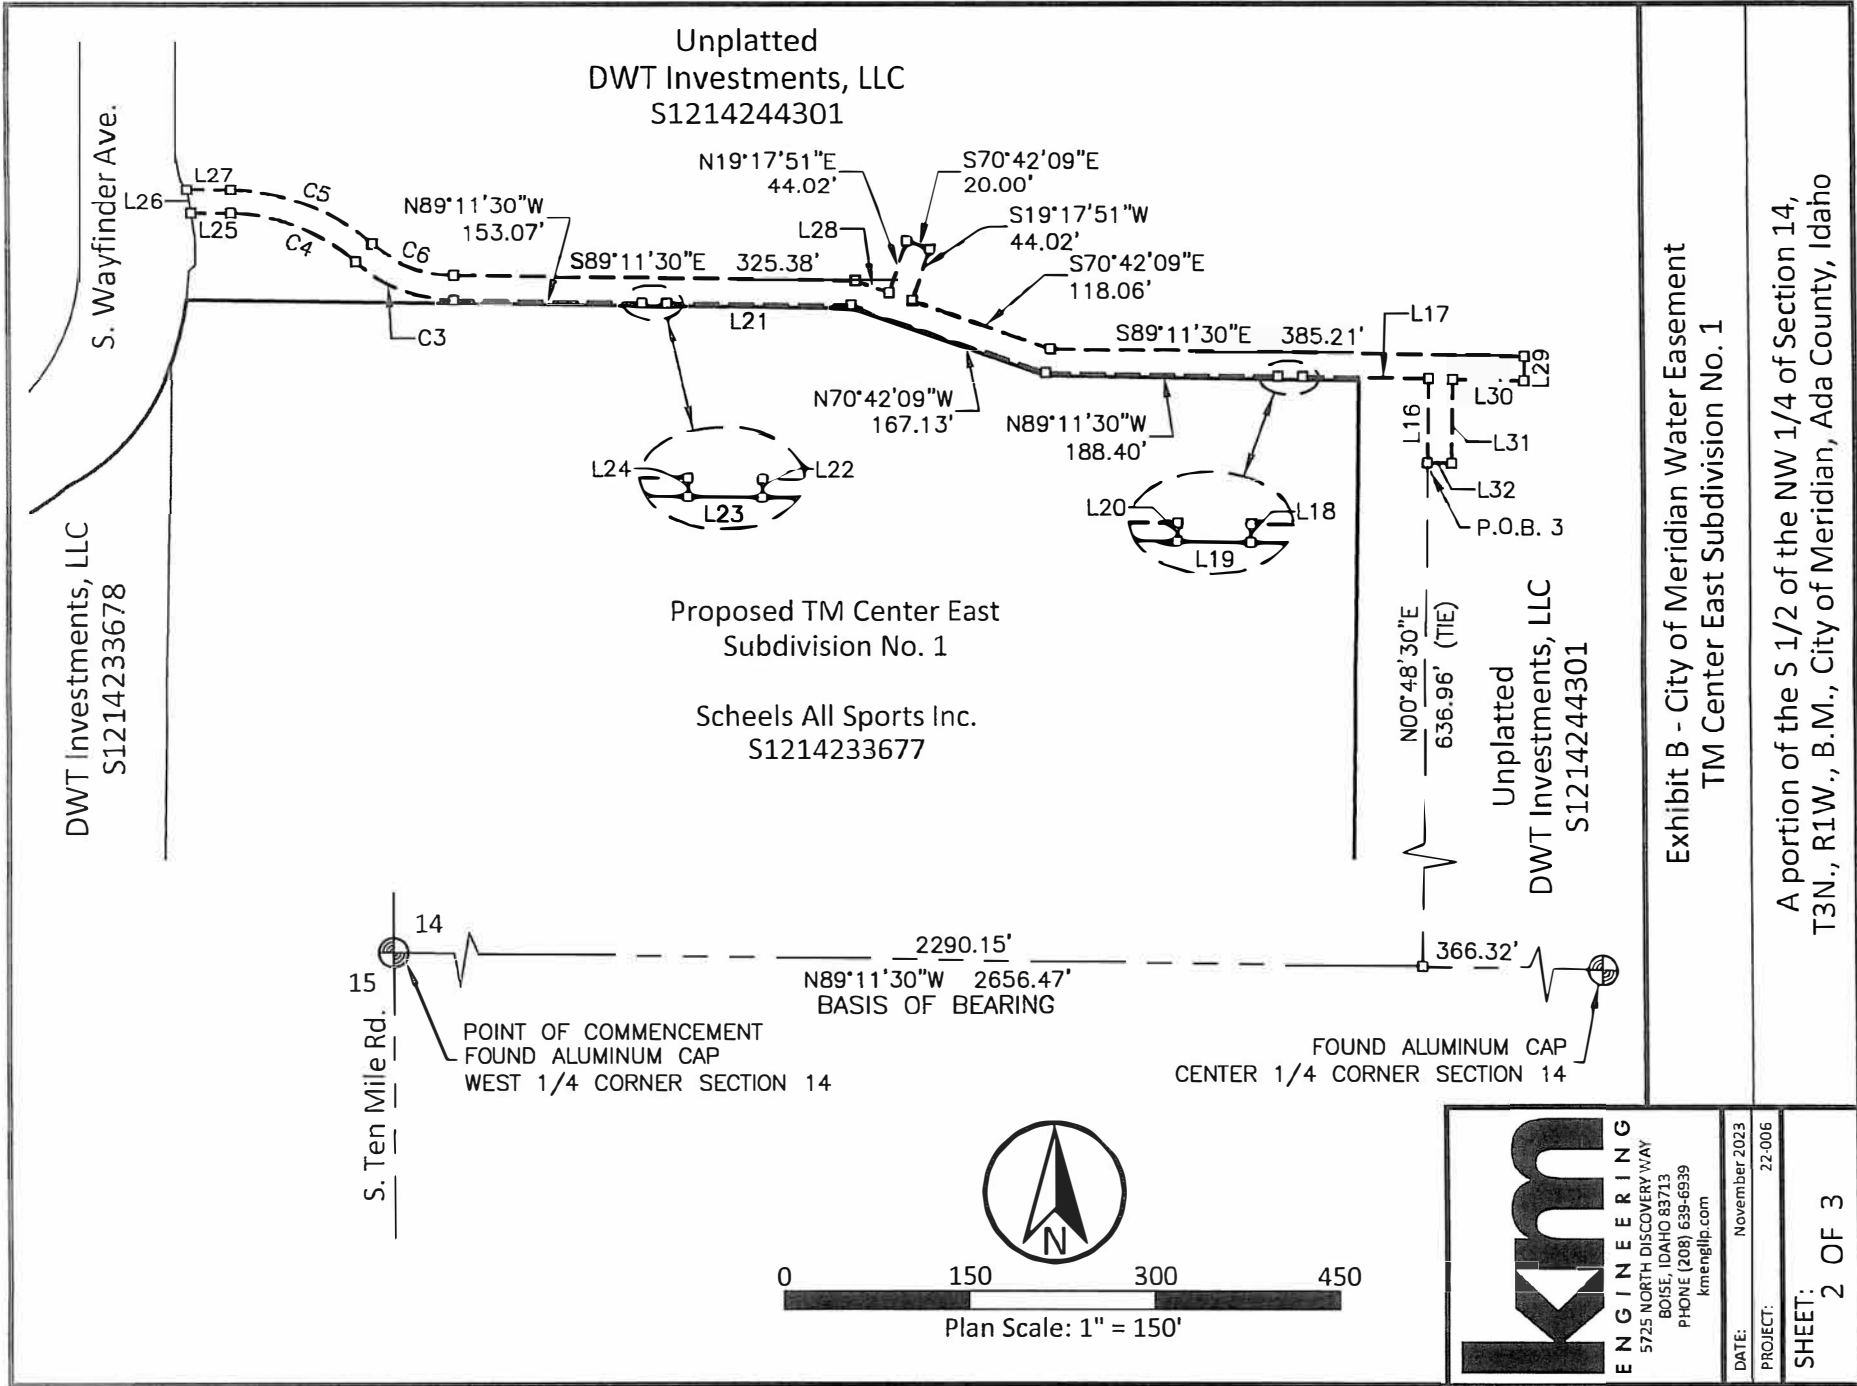 Unplatted
DWT Investments, LLC
S1214244301
S. Wayfinder Ave.
L27
L26
L25
C5
C4
C6
C3
N89°11'30"W
153.07'
S89°11'30"E 325.38'
L28
N19°17'51"E
44.02'
S70°42'09"E
20.00'
S19°17'51"W
44.02'
S70°42'09"E
118.06'
S89°11'30"E 385.21'
L17
L29
L30
L16
L31
L32
P.O.B. 3
L21
N70°42'09"W
167.13'
N89°11'30"W
188.40'
L24
L22
L23
L20
L18
L19
DWT Investments, LLC
S1214233678
Proposed TM Center East
Subdivision No. 1
Scheels All Sports Inc.
S1214233677
N00°48'30"E
636.96' (TIE)
Unplatted
DWT Investments, LLC
S1214244301
14
15
2290.15'
366.32'
N89°11'30"W 2656.47'
BASIS OF BEARING
S. Ten Mile Rd.
POINT OF COMMENCEMENT
FOUND ALUMINUM CAP
WEST 1/4 CORNER SECTION 14
FOUND ALUMINUM CAP
CENTER 1/4 CORNER SECTION 14
N
0 150 300 450
Plan Scale: 1" = 150'
Exhibit B - City of Meridian Water Easement
TM Center East Subdivision No. 1
A portion of the S 1/2 of the NW 1/4 of Section 14,
T3N., R1W., B.M., City of Meridian, Ada County, Idaho
km
ENGINEERING
5725 NORTH DISCOVERY WAY
BOISE, IDAHO 83713
PHONE (208) 639-6939
kmengllp.com
DATE: November 2023
PROJECT: 22-006
SHEET:
2 OF 3